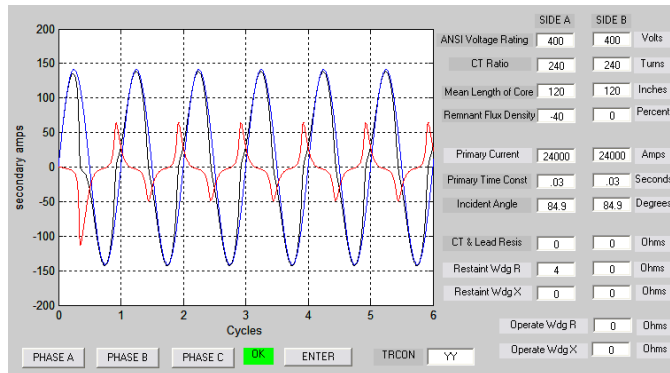 SIDE A SIDE B
ANSI Voltage Rating 400 400 Volts
CT Ratio 240 240 Turns
Mean Length of Core 120 120 Inches
Remnant Flux Density -40 0 Percent
Primary Current 24000 24000 Amps
Primary Time Const .03 .03 Seconds
Incident Angle 84.9 84.9 Degrees
CT & Lead Resis 0 0 Ohms
Restaint Wdg R 4 0 Ohms
Restaint Wdg X 0 0 Ohms
Operate Wdg R 0 Ohms
Operate Wdg X 0 Ohms
200
150
100
50
0
-50
-100
-150
-200
secondary amps
0 1 2 3 4 5 6
Cycles
PHASE A PHASE B PHASE C OK ENTER TRCON YY